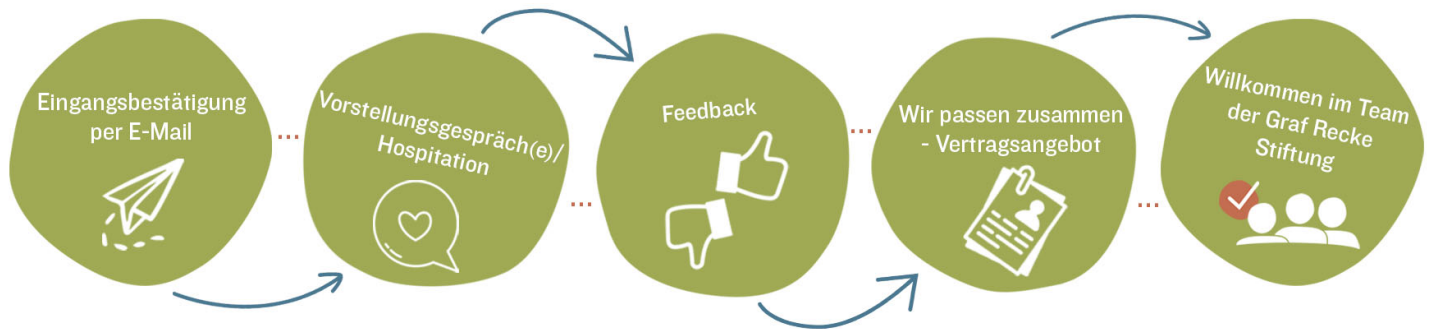 Eingangsbestätigung
per E-Mail
Vorstellungsgespräch(e)/
Hospitation
Feedback
Wir passen zusammen
- Vertragsangebot
Willkommen im Team
der Graf Recke
Stiftung